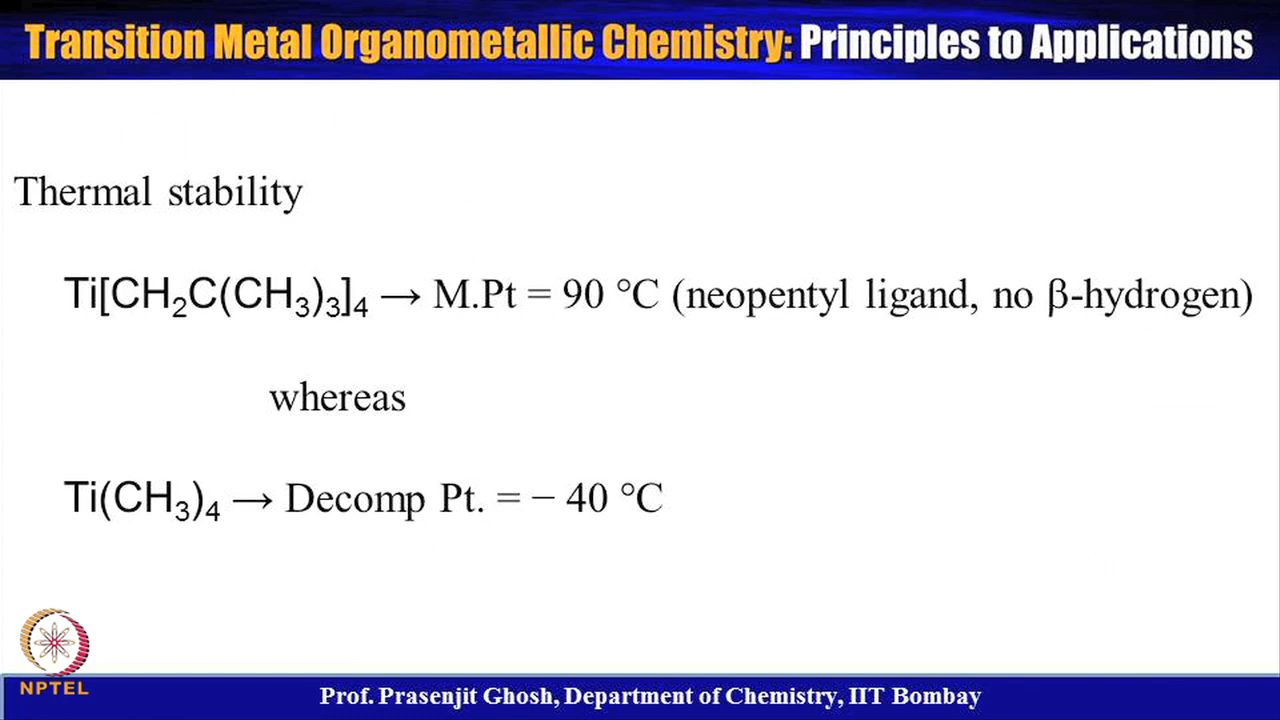 Transition Metal Organometallic Chemistry: Principles to Applications
Thermal stability
Ti[CH₂C(CH₃)₃]₄ → M.Pt = 90 °C (neopentyl ligand, no β-hydrogen)
whereas
Ti(CH₃)₄ → Decomp Pt. = − 40 °C
NPTEL
Prof. Prasenjit Ghosh, Department of Chemistry, IIT Bombay